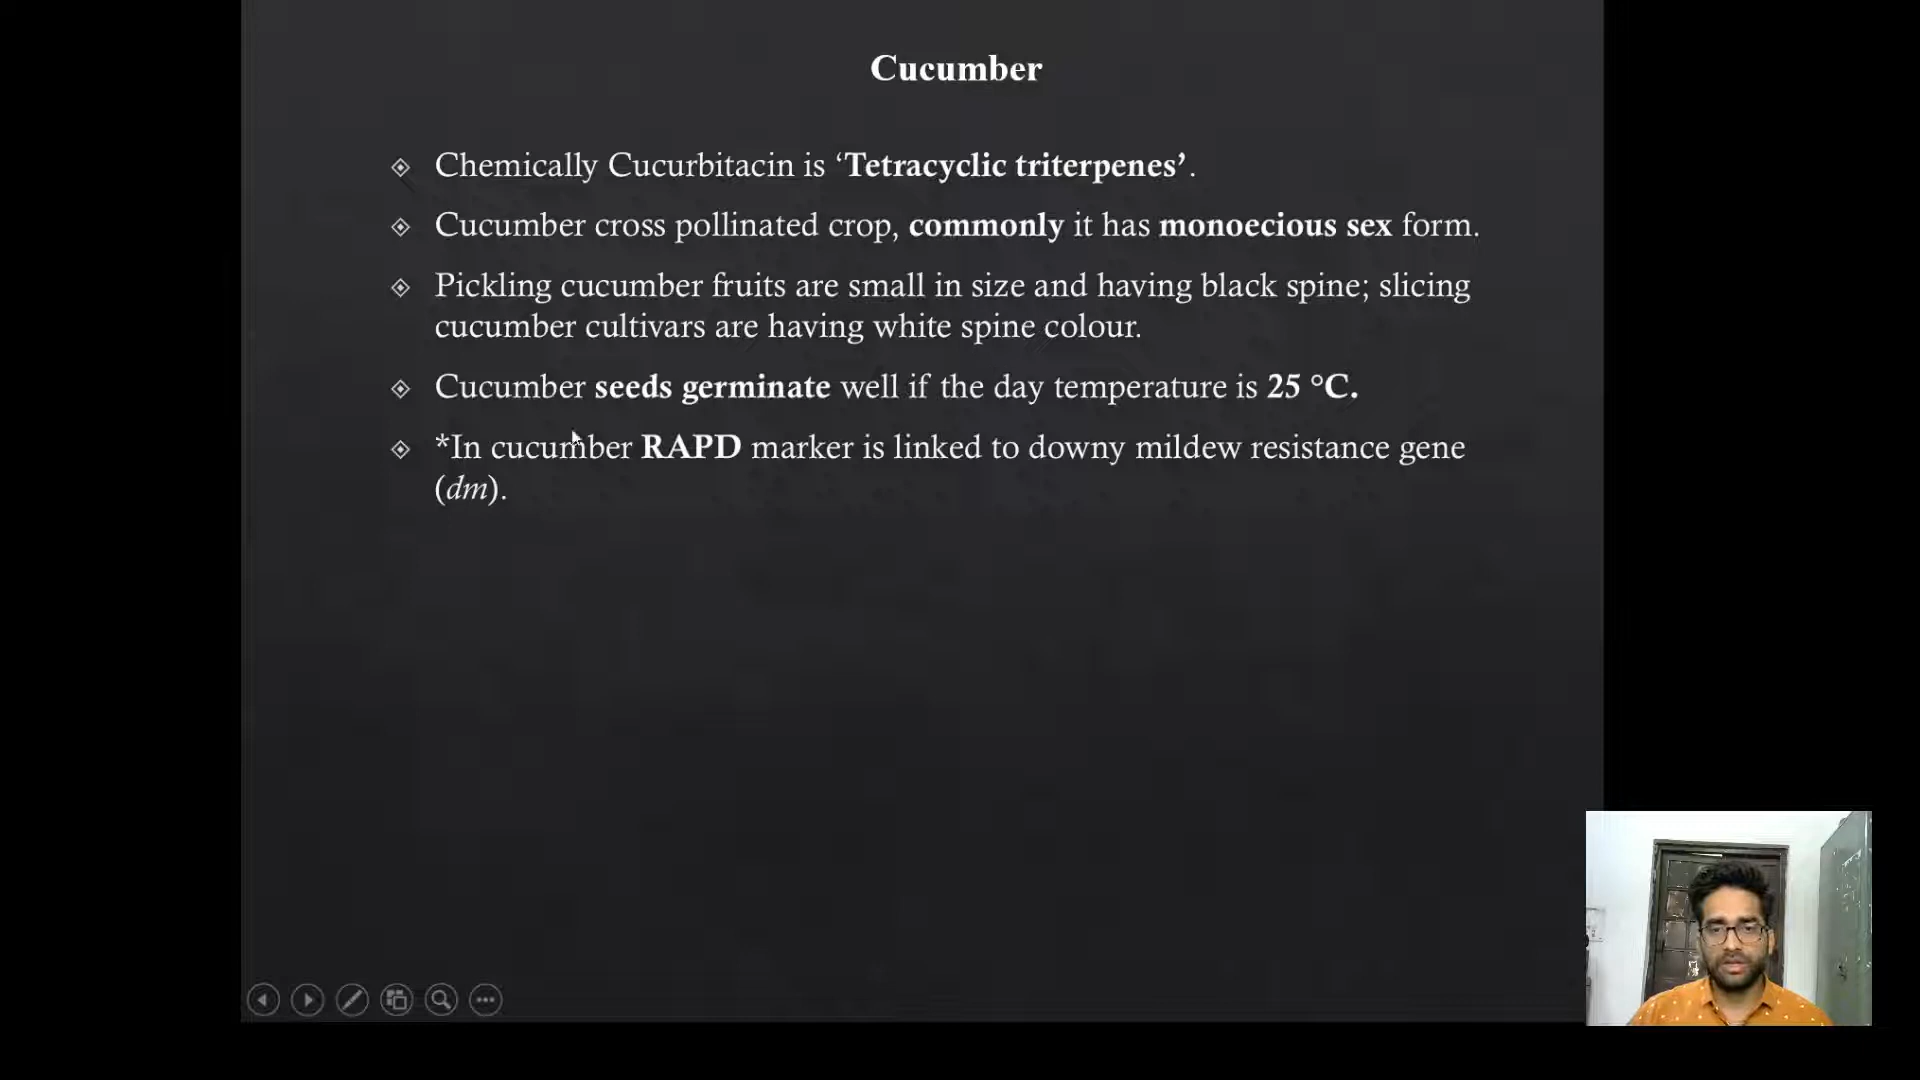 Cucumber
Chemically Cucurbitacin is ‘Tetracyclic triterpenes’.
Cucumber cross pollinated crop, commonly it has monoecious sex form.
Pickling cucumber fruits are small in size and having black spine; slicing
cucumber cultivars are having white spine colour.
Cucumber seeds germinate well if the day temperature is 25 °C.
*In cucumber RAPD marker is linked to downy mildew resistance gene
(dm).